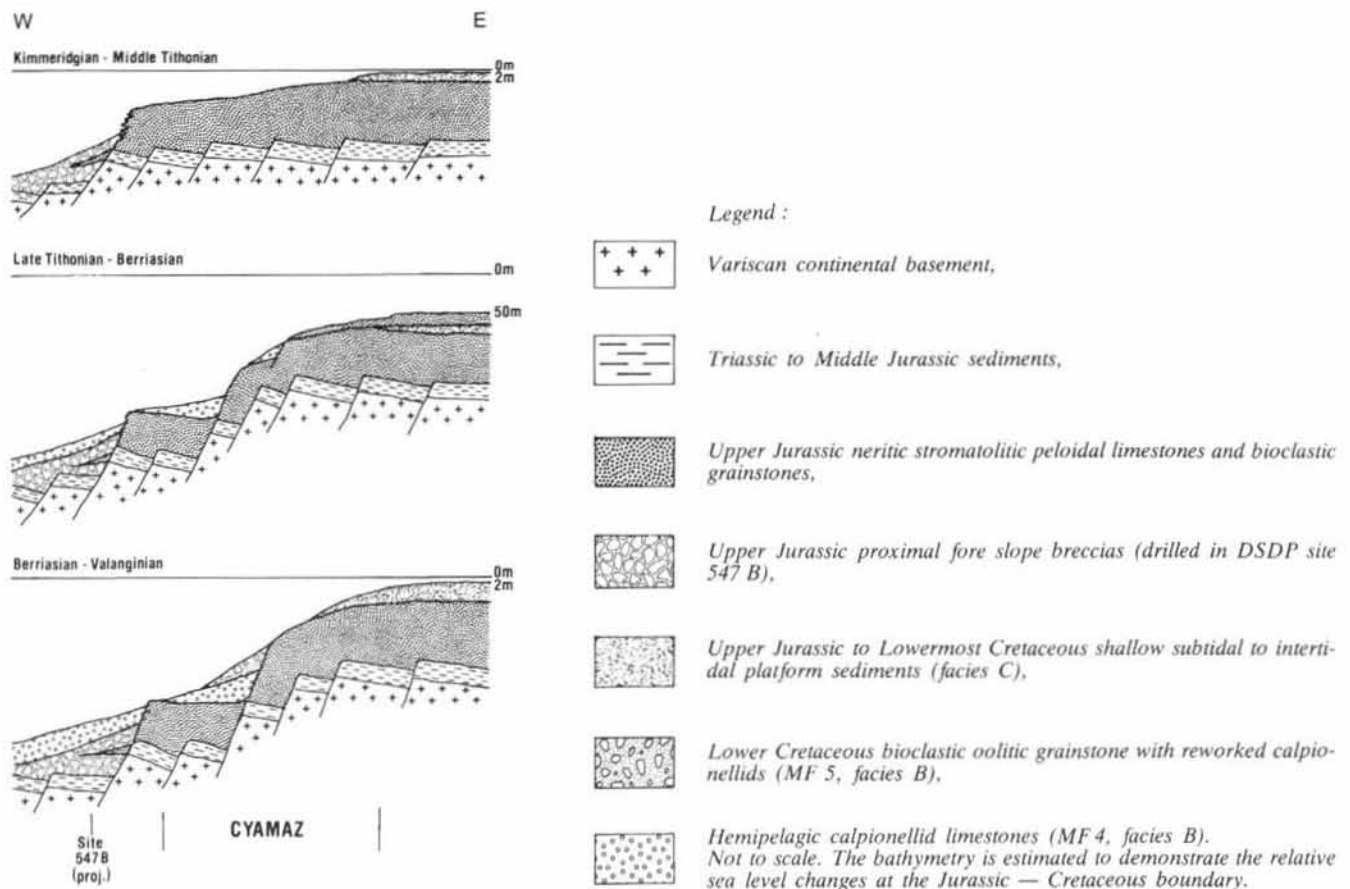 W
E
Kimmeridgian - Middle Tithonian
0m
2m
Late Tithonian - Berriasian
0m
50m
Berriasian - Valanginian
0m
2m
CYAMAZ
Site
547B
(proj.)
Legend :
Variscan continental basement,
Triassic to Middle Jurassic sediments,
Upper Jurassic neritic stromatolitic peloidal limestones and bioclastic
grainstones,
Upper Jurassic proximal fore slope breccias (drilled in DSDP site
547 B),
Upper Jurassic to Lowermost Cretaceous shallow subtidal to interti-
dal platform sediments (facies C),
Lower Cretaceous bioclastic oolitic grainstone with reworked calpio-
nellids (MF 5, facies B),
Hemipelagic calpionellid limestones (MF 4, facies B).
Not to scale. The bathymetry is estimated to demonstrate the relative
sea level changes at the Jurassic — Cretaceous boundary.